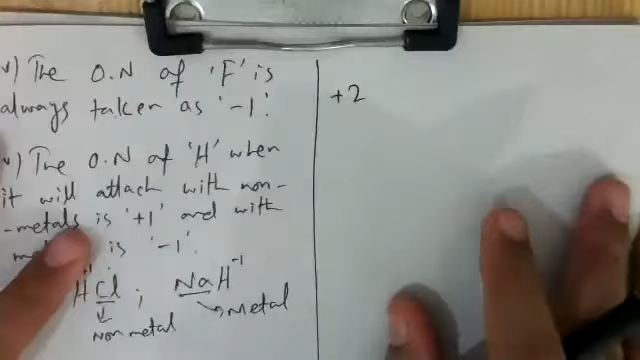 v) The O.N of 'F' is
always taken as '-1'.
v) The O.N of 'H' when
it will attach with non-
-metals is '+1' and with
is '-1'.
HCl ; NaH⁻¹
Non metal
metal
+2